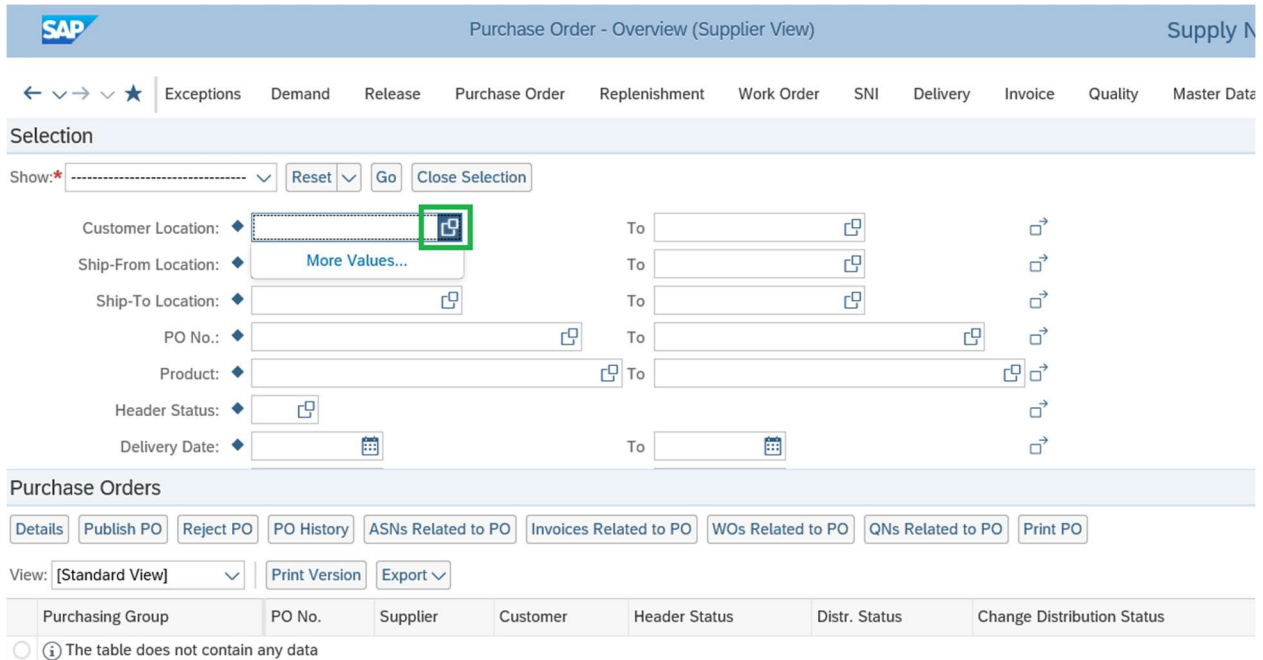 SAP Purchase Order - Overview (Supplier View) Supply N
Exceptions Demand Release Purchase Order Replenishment Work Order SNI Delivery Invoice Quality Master Data
Selection
Show:* --------------------------------- Reset Go Close Selection
Customer Location: To
More Values...
Ship-From Location: To
Ship-To Location: To
PO No.: To
Product: To
Header Status:
Delivery Date: To
Purchase Orders
Details Publish PO Reject PO PO History ASNs Related to PO Invoices Related to PO WOs Related to PO QNs Related to PO Print PO
View: [Standard View] Print Version Export
Purchasing Group PO No. Supplier Customer Header Status Distr. Status Change Distribution Status
The table does not contain any data